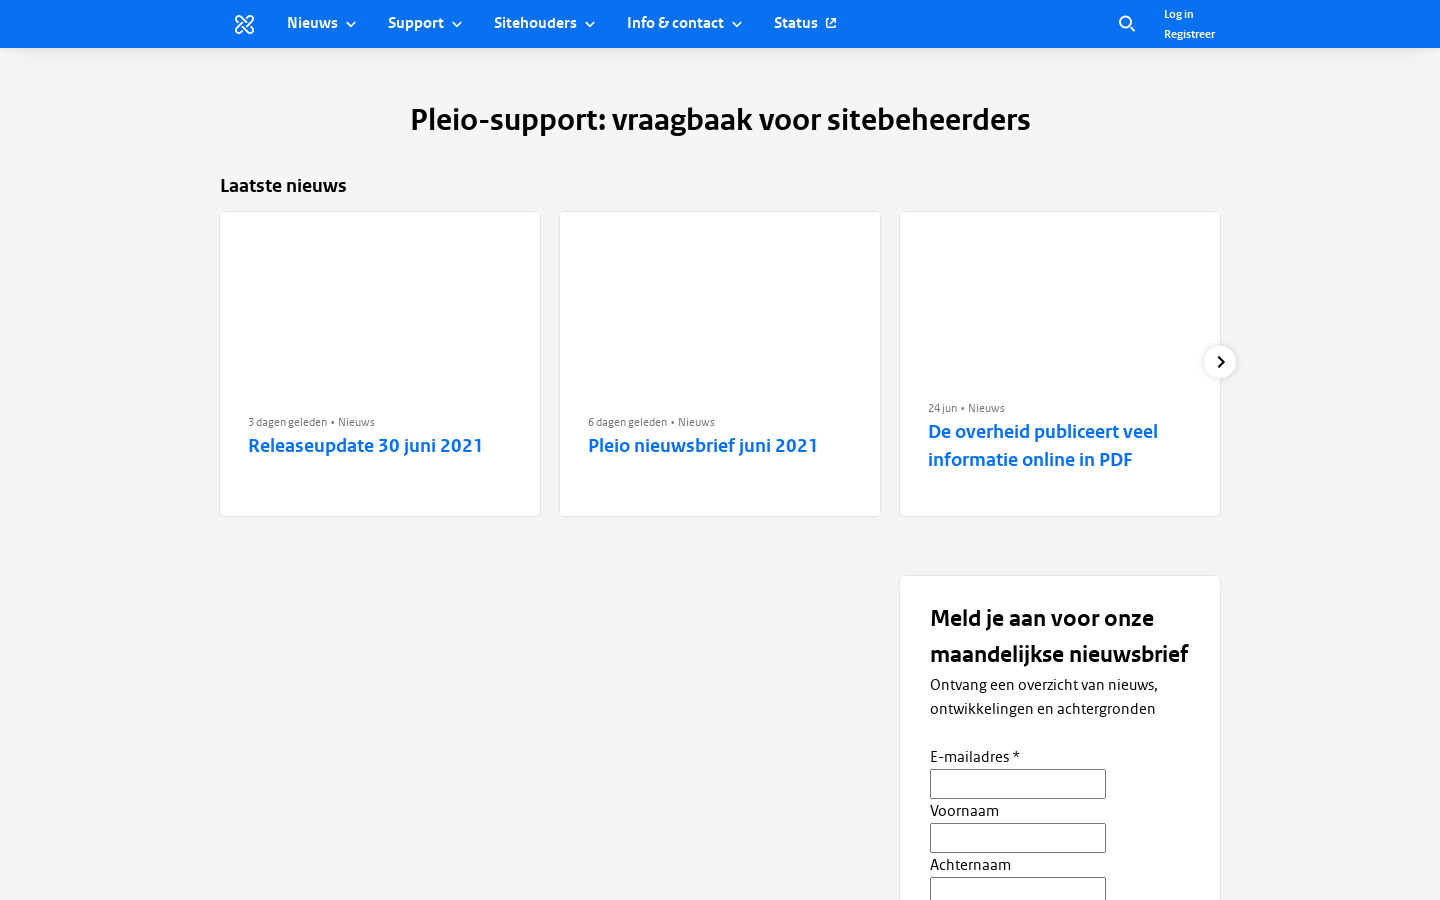 Nieuws
Support
Sitehouders
Info & contact
Status
Log in
Registreer
Pleio-support: vraagbaak voor sitebeheerders
Laatste nieuws
3 dagen geleden • Nieuws
Releaseupdate 30 juni 2021
6 dagen geleden • Nieuws
Pleio nieuwsbrief juni 2021
24 jun • Nieuws
De overheid publiceert veel
informatie online in PDF
Meld je aan voor onze
maandelijkse nieuwsbrief
Ontvang een overzicht van nieuws,
ontwikkelingen en achtergronden
E-mailadres *
Voornaam
Achternaam